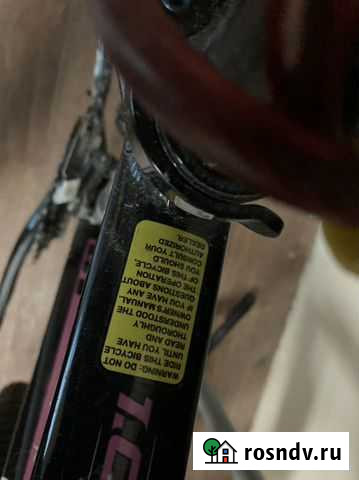 WARNING: DO NOT
RIDE THIS BICYCLE
UNTIL YOU HAVE
READ AND
THOROUGHLY
UNDERSTOOD THE
OWNER'S MANUAL.
IF YOU HAVE ANY
QUESTIONS ABOUT
THE OPERATION
OF THIS BICYCLE,
YOU SHOULD
CONSULT YOUR
AUTHORIZED
DEALER.
rosndv.ru